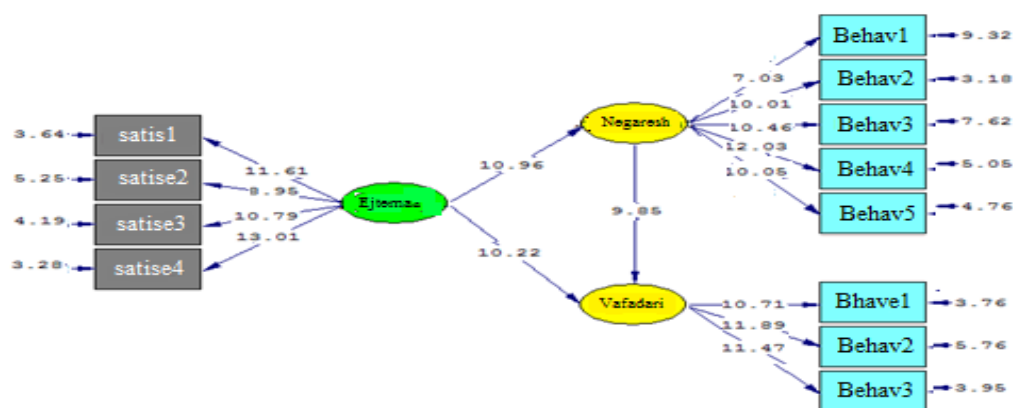 Behav1
9.32
7.03
Behav2
3.18
10.01
Negaresh
Behav3
7.62
10.46
3.64
satis1
12.03
Behav4
5.05
10.96
11.61
10.05
5.25
satise2
8.95
Behav5
4.76
4.19
satise3
10.79
9.85
13.01
3.28
satise4
10.22
Vafadari
10.71
Bhave1
3.76
11.89
Behav2
5.76
11.47
Behav3
3.95